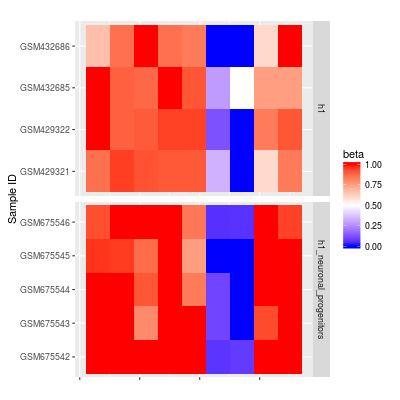 GSM432686
GSM432685
GSM429322
GSM429321
h1
GSM675546
GSM675545
GSM675544
GSM675543
GSM675542
h1_neuronal_progenitors
Sample ID
beta
1.00
0.75
0.50
0.25
0.00